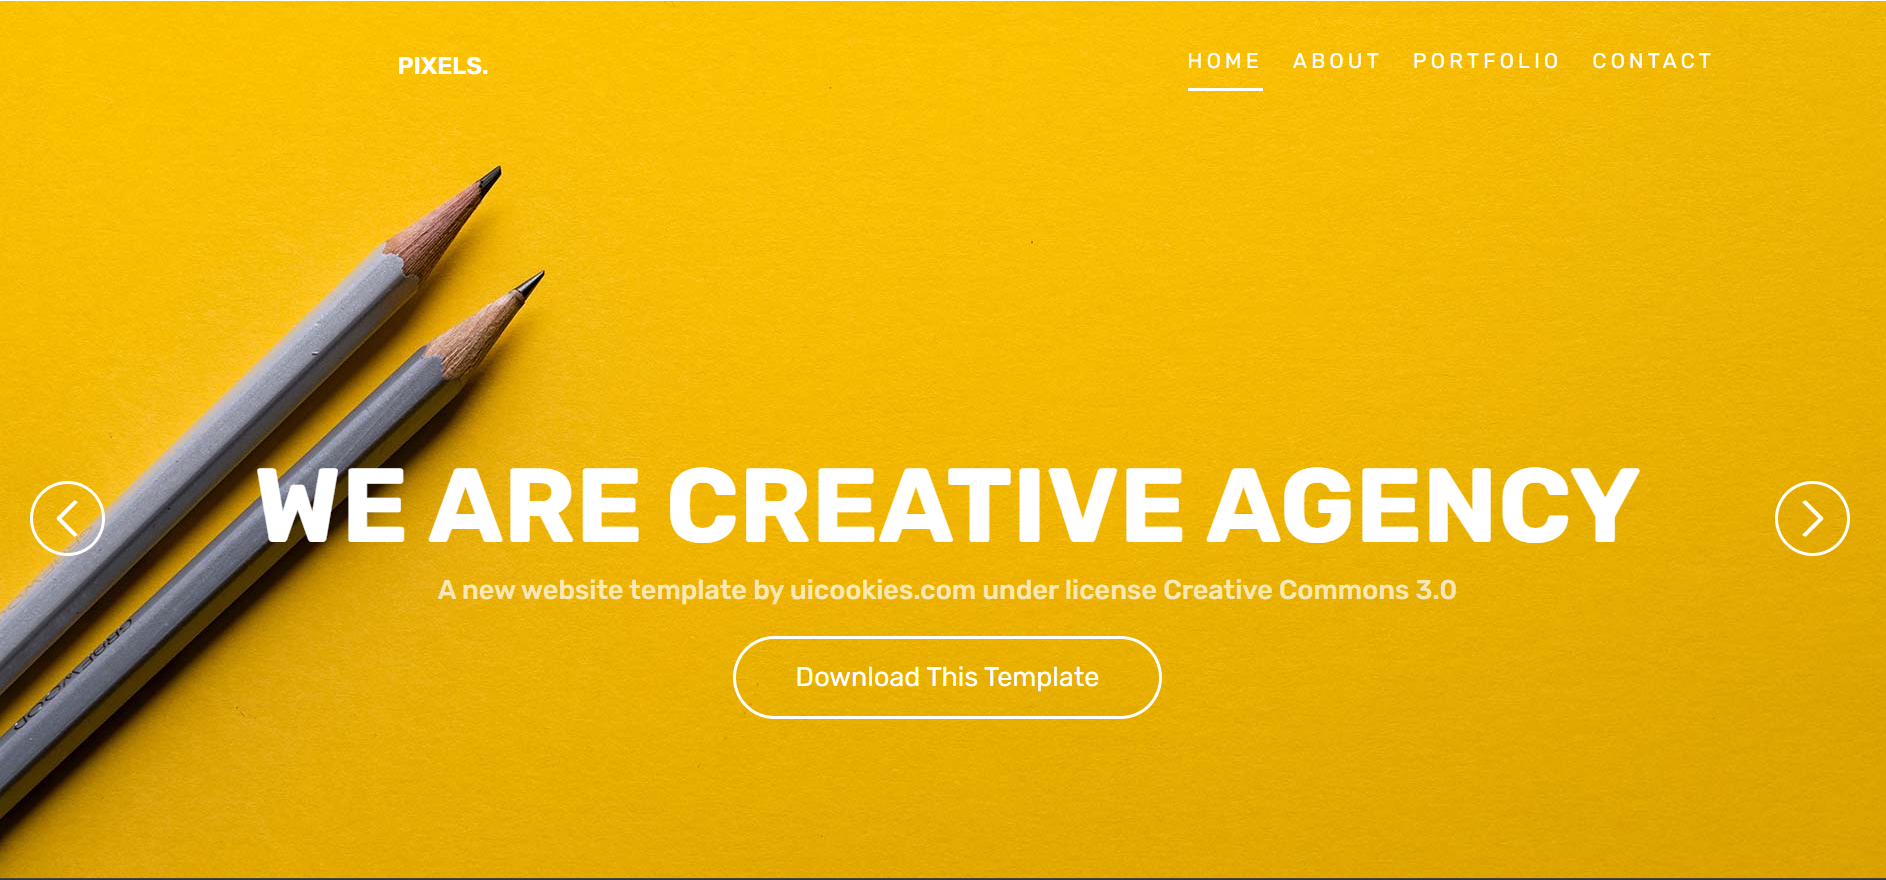 PIXELS.
HOME ABOUT PORTFOLIO CONTACT
WE ARE CREATIVE AGENCY
A new website template by uicookies.com under license Creative Commons 3.0
Download This Template